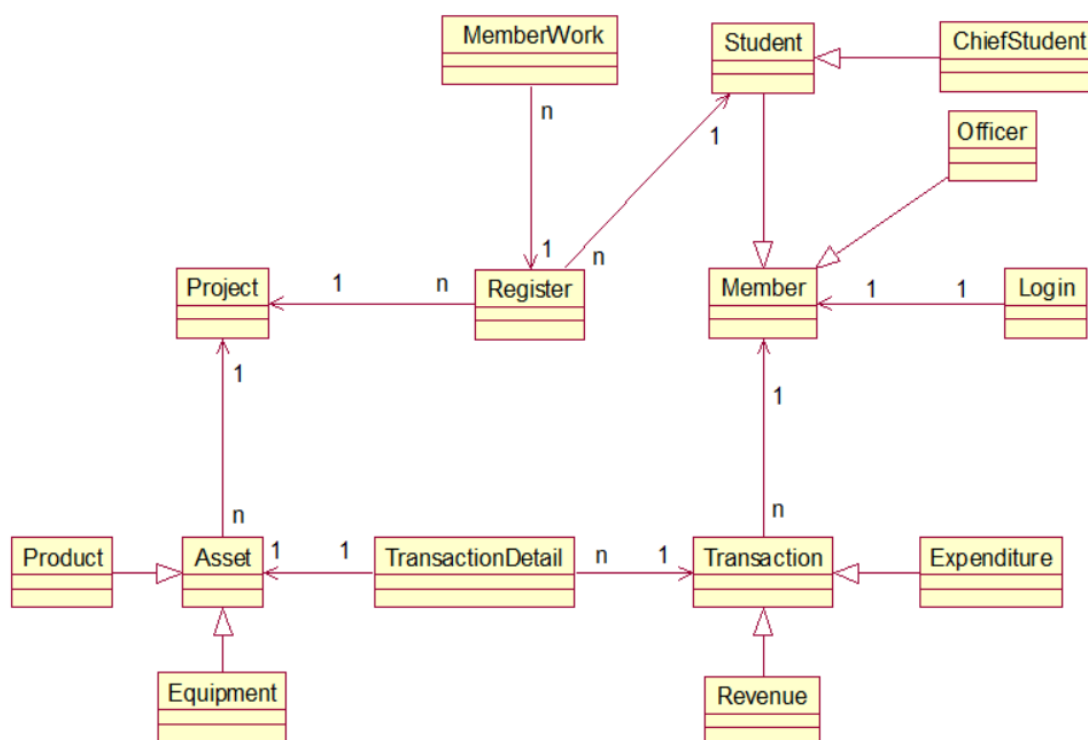 MemberWork
Student
ChiefStudent
Officer
n
1
1
n
Project
1
n
Register
Member
1
1
Login
1
1
n
n
Product
Asset
1
1
TransactionDetail
n
1
Transaction
Expenditure
Equipment
Revenue